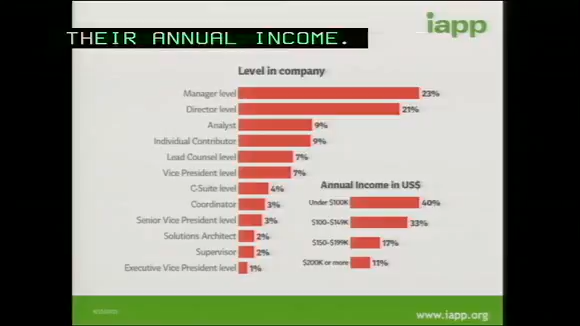 THEIR ANNUAL INCOME.
iapp
Level in company
Manager level 23%
Director level 21%
Analyst 9%
Individual Contributor 9%
Lead Counsel level 7%
Vice President level 7%
C-Suite level 4%
Coordinator 3%
Senior Vice President level 3%
Solutions Architect 2%
Supervisor 2%
Executive Vice President level 1%
Annual Income in US$
Under $100K 40%
$100-$149K 33%
$150-$199K 17%
$200K or more 11%
www.iapp.org